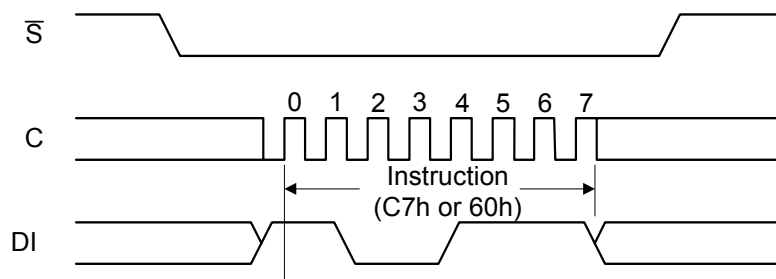 S̅
C
0 1 2 3 4 5 6 7
Instruction
(C7h or 60h)
DI